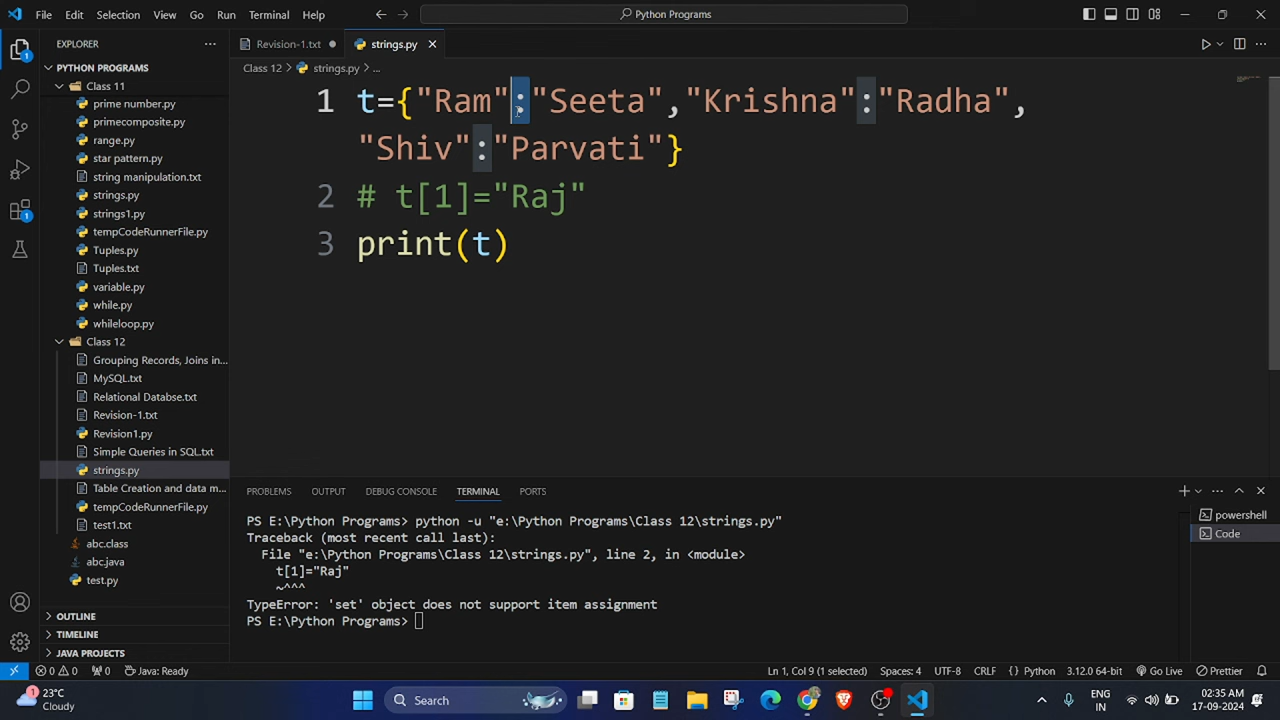 File Edit Selection View Go Run Terminal Help
Python Programs
EXPLORER
Revision-1.txt
strings.py
PYTHON PROGRAMS
Class 12 > strings.py > ...
Class 11
prime number.py
primecomposite.py
range.py
star pattern.py
string manipulation.txt
strings.py
strings1.py
tempCodeRunnerFile.py
Tuples.py
Tuples.txt
variable.py
while.py
whileloop.py
Class 12
Grouping Records, Joins in...
MySQL.txt
Relational Databse.txt
Revision-1.txt
Revision1.py
Simple Queries in SQL.txt
strings.py
Table Creation and data m...
tempCodeRunnerFile.py
test1.txt
abc.class
abc.java
test.py
OUTLINE
TIMELINE
JAVA PROJECTS
1
1
1 t={"Ram":"Seeta","Krishna":"Radha",
"Shiv":"Parvati"}
2 # t[1]="Raj"
3 print(t)
PROBLEMS OUTPUT DEBUG CONSOLE TERMINAL PORTS
PS E:\Python Programs> python -u "e:\Python Programs\Class 12\strings.py"
Traceback (most recent call last):
File "e:\Python Programs\Class 12\strings.py", line 2, in <module>
t[1]="Raj"
~^^^
TypeError: 'set' object does not support item assignment
PS E:\Python Programs>
powershell
Code
0 0 0 Java: Ready
Ln 1, Col 9 (1 selected) Spaces: 4 UTF-8 CRLF {} Python 3.12.0 64-bit Go Live Prettier
1
23°C
Cloudy
Search
ENG
IN
02:35 AM
17-09-2024